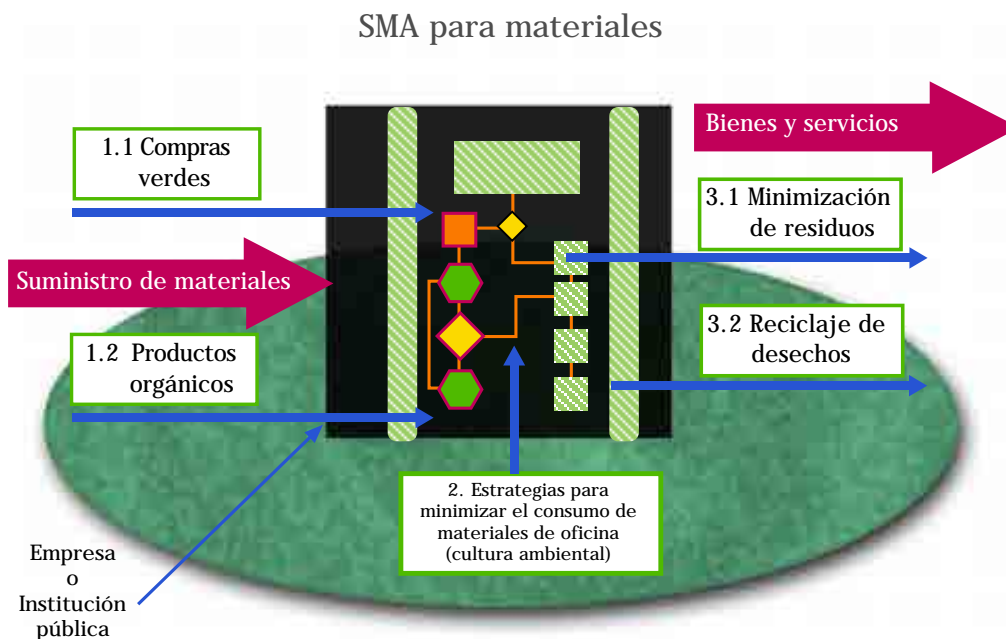 SMA para materiales
1.1 Compras
verdes
Bienes y servicios
3.1 Minimización
de residuos
Suministro de materiales
1.2 Productos
orgánicos
3.2 Reciclaje de
desechos
2. Estrategias para
minimizar el consumo de
materiales de oficina
(cultura ambiental)
Empresa
o
Institución
pública